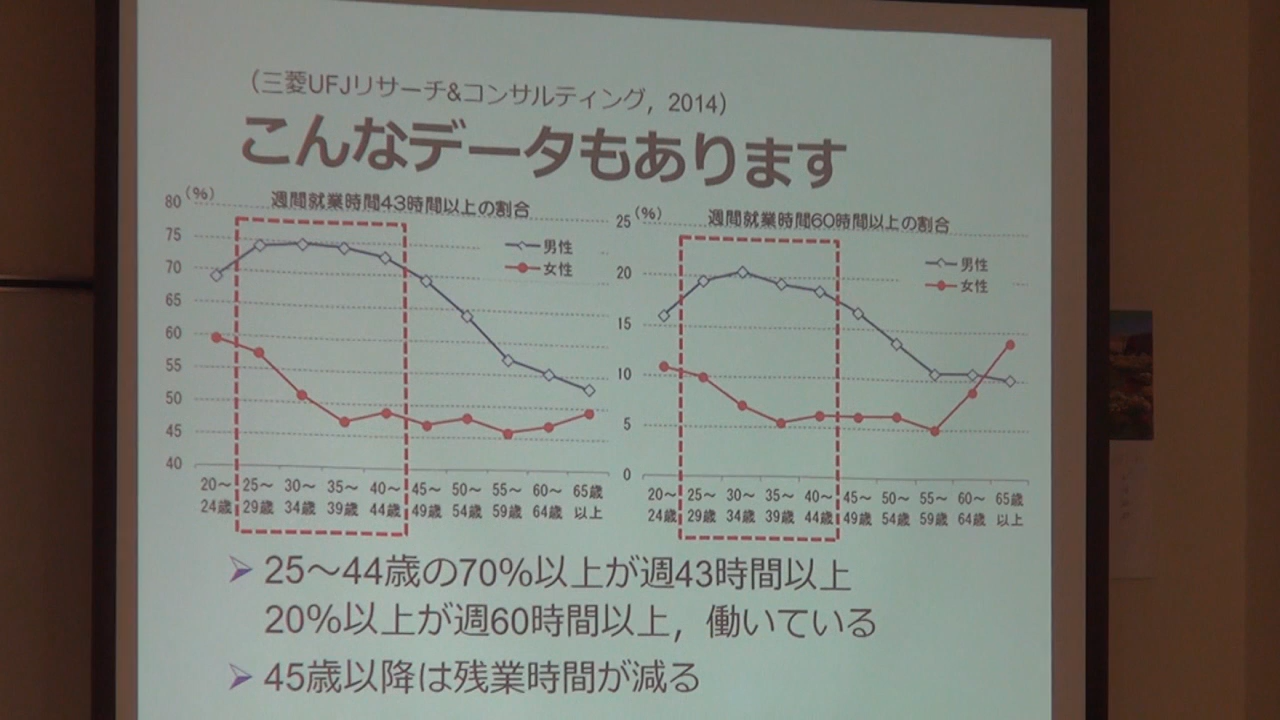 （三菱UFJリサーチ&コンサルティング，2014）
こんなデータもあります
週間就業時間43時間以上の割合
(%)
80
75
70
65
60
55
50
45
40
男性
女性
20～24歳
25～29歳
30～34歳
35～39歳
40～44歳
45～49歳
50～54歳
55～59歳
60～64歳
65歳以上
週間就業時間60時間以上の割合
(%)
25
20
15
10
5
0
男性
女性
20～24歳
25～29歳
30～34歳
35～39歳
40～44歳
45～49歳
50～54歳
55～59歳
60～64歳
65歳以上
➢ 25～44歳の70%以上が週43時間以上
20%以上が週60時間以上，働いている
➢ 45歳以降は残業時間が減る